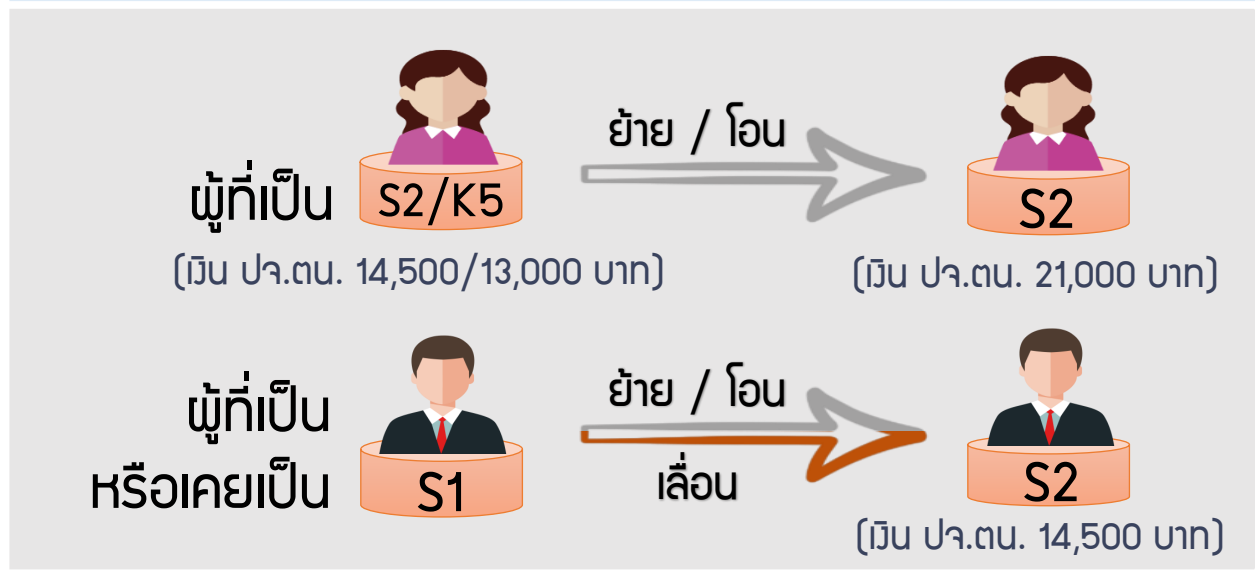 ย้าย / โอน
ผู้ที่เป็น S2/K5 S2
(เงิน ปจ.ตน. 14,500/13,000 บาท) (เงิน ปจ.ตน. 21,000 บาท)
ผู้ที่เป็น ย้าย / โอน
หรือเคยเป็น S1 เลื่อน S2
(เงิน ปจ.ตน. 14,500 บาท)